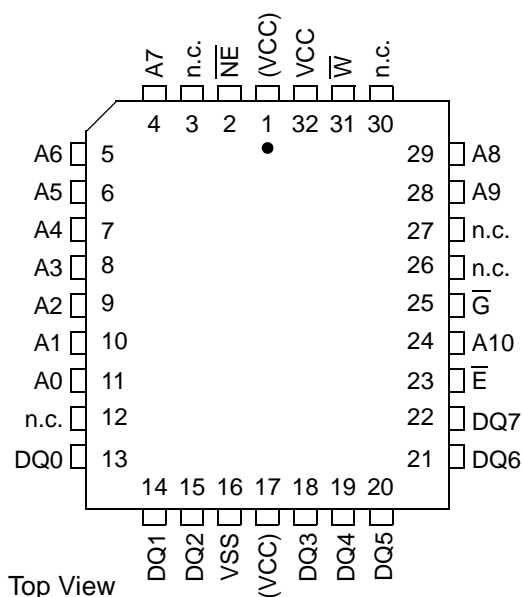 A7 n.c. N̅E̅ (VCC) VCC W̅ n.c.
4 3 2 1 32 31 30
A6 5 29 A8
A5 6 28 A9
A4 7 27 n.c.
A3 8 26 n.c.
A2 9 25 G̅
A1 10 24 A10
A0 11 23 E̅
n.c. 12 22 DQ7
DQ0 13 21 DQ6
14 15 16 17 18 19 20
DQ1 DQ2 VSS (VCC) DQ3 DQ4 DQ5
Top View